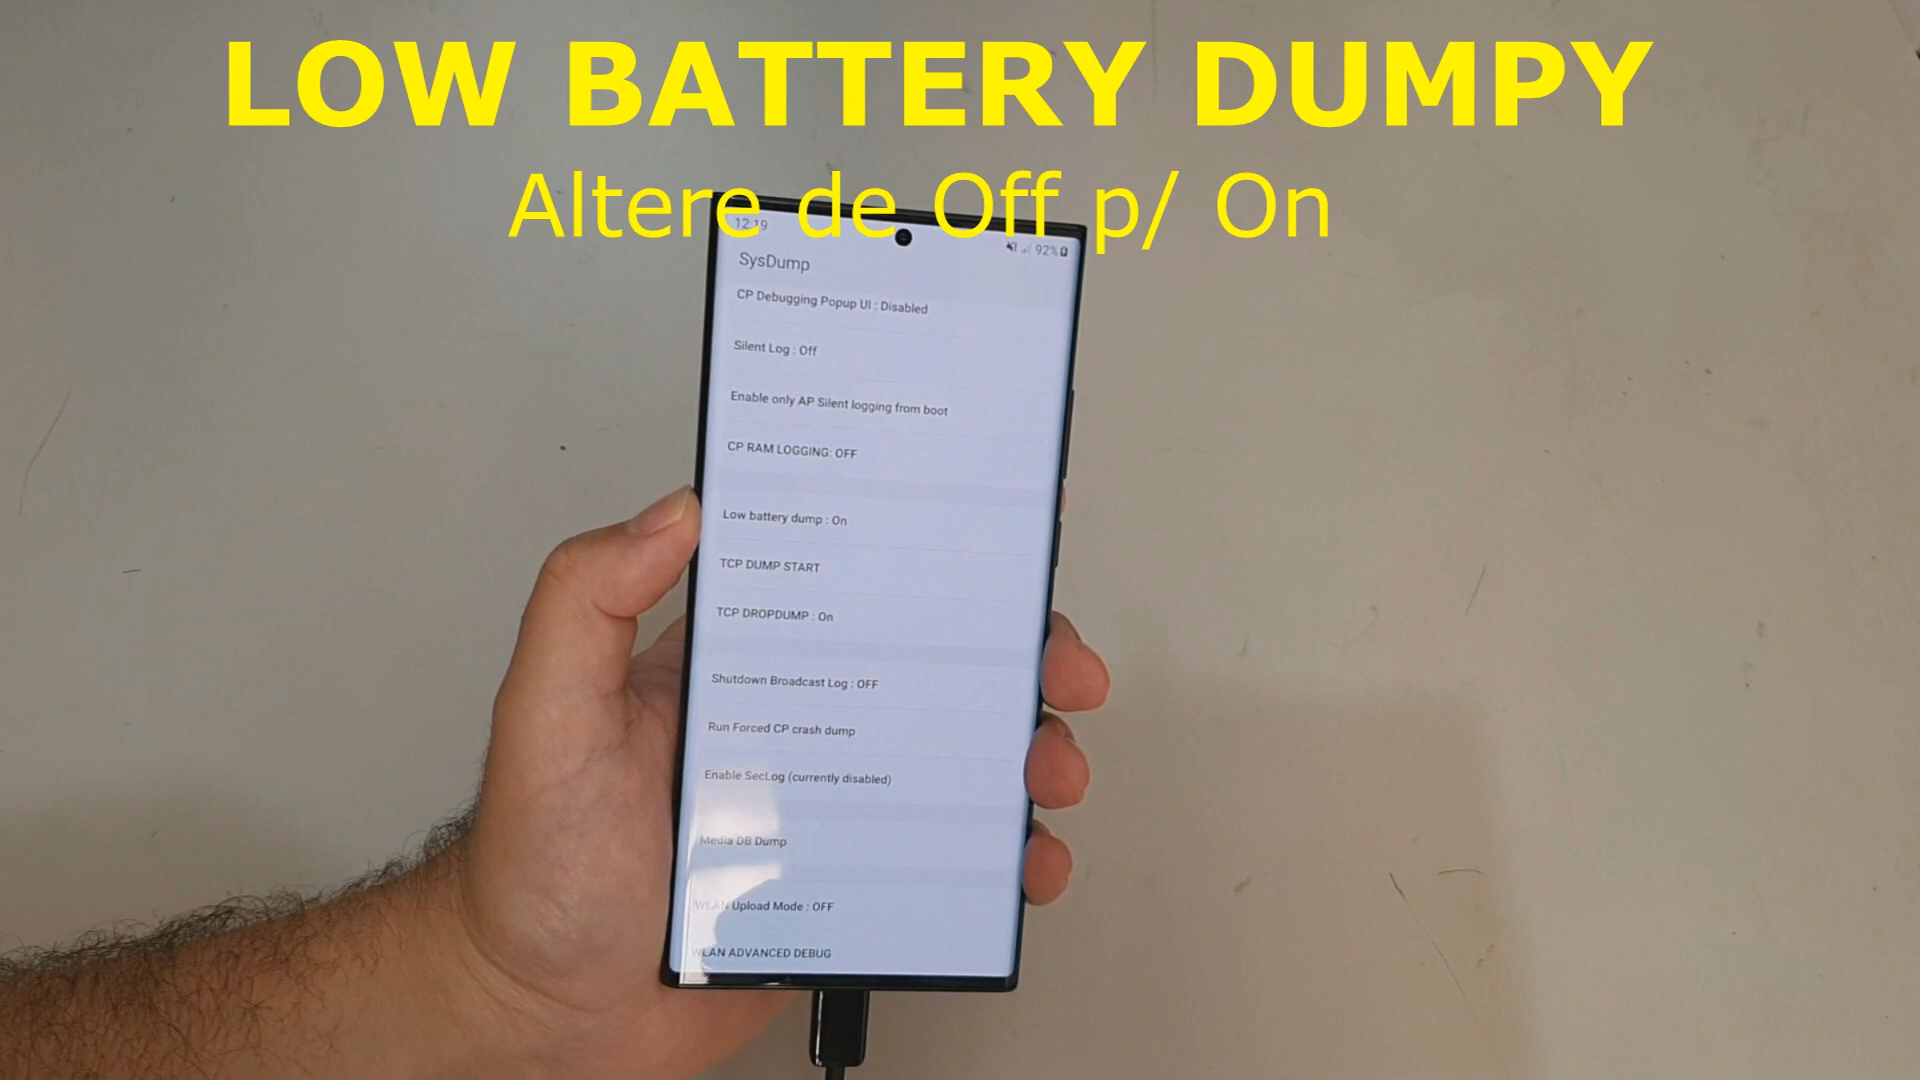 LOW BATTERY DUMPY
Altere de Off p/ On
12:19
92%
SysDump
CP Debugging Popup UI : Disabled
Silent Log : Off
Enable only AP Silent logging from boot
CP RAM LOGGING: OFF
Low battery dump : On
TCP DUMP START
TCP DROPDUMP : On
Shutdown Broadcast Log : OFF
Run Forced CP crash dump
Enable SecLog (currently disabled)
Media DB Dump
WLAN Upload Mode : OFF
WLAN ADVANCED DEBUG